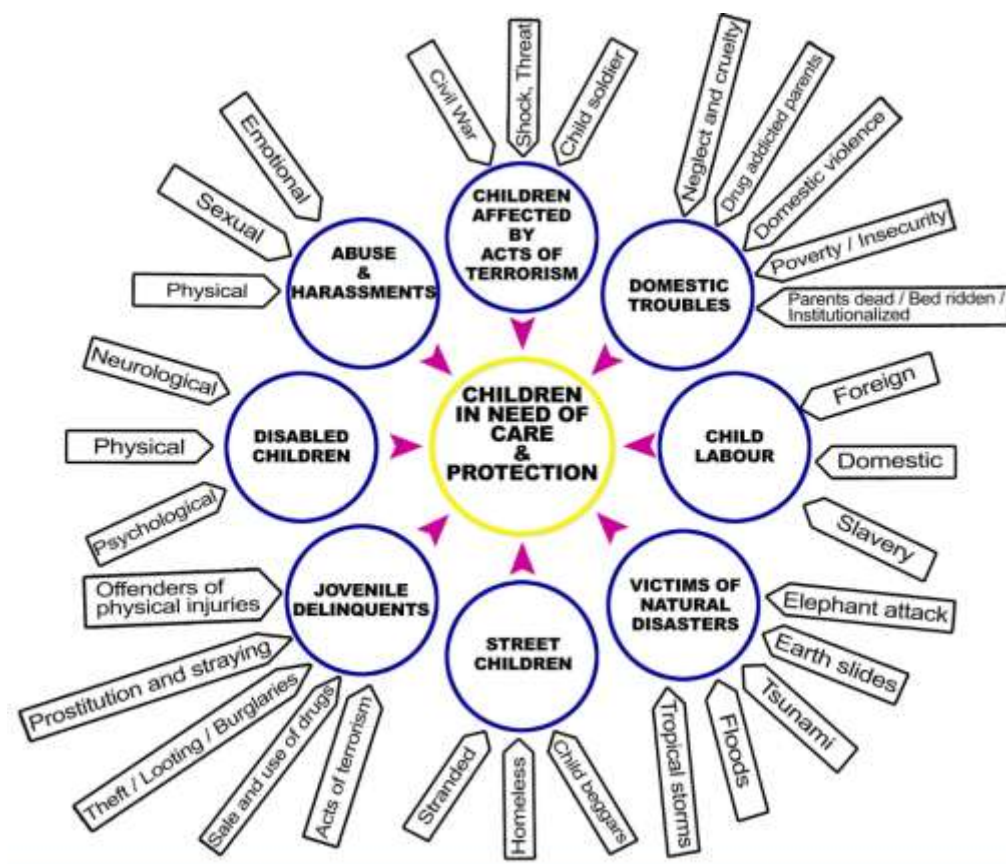 CHILDREN
IN NEED OF
CARE
&
PROTECTION
CHILDREN
AFFECTED
BY
ACTS OF
TERRORISM
Civil War
Shock, Threat
Child soldier
DOMESTIC
TROUBLES
Neglect and cruelty
Drug addicted parents
Domestic violence
Poverty / Insecurity
Parents dead / Bed ridden /
Institutionalized
CHILD
LABOUR
Foreign
Domestic
Slavery
VICTIMS OF
NATURAL
DISASTERS
Elephant attack
Earth slides
Tsunami
Floods
Tropical storms
STREET
CHILDREN
Child beggars
Homeless
Stranded
JOVENILE
DELINQUENTS
Acts of terrorism
Sale and use of drugs
Theft / Looting / Burglaries
Prostitution and straying
Offenders of
physical injuries
DISABLED
CHILDREN
Psychological
Physical
Neurological
ABUSE
&
HARASSMENTS
Physical
Sexual
Emotional